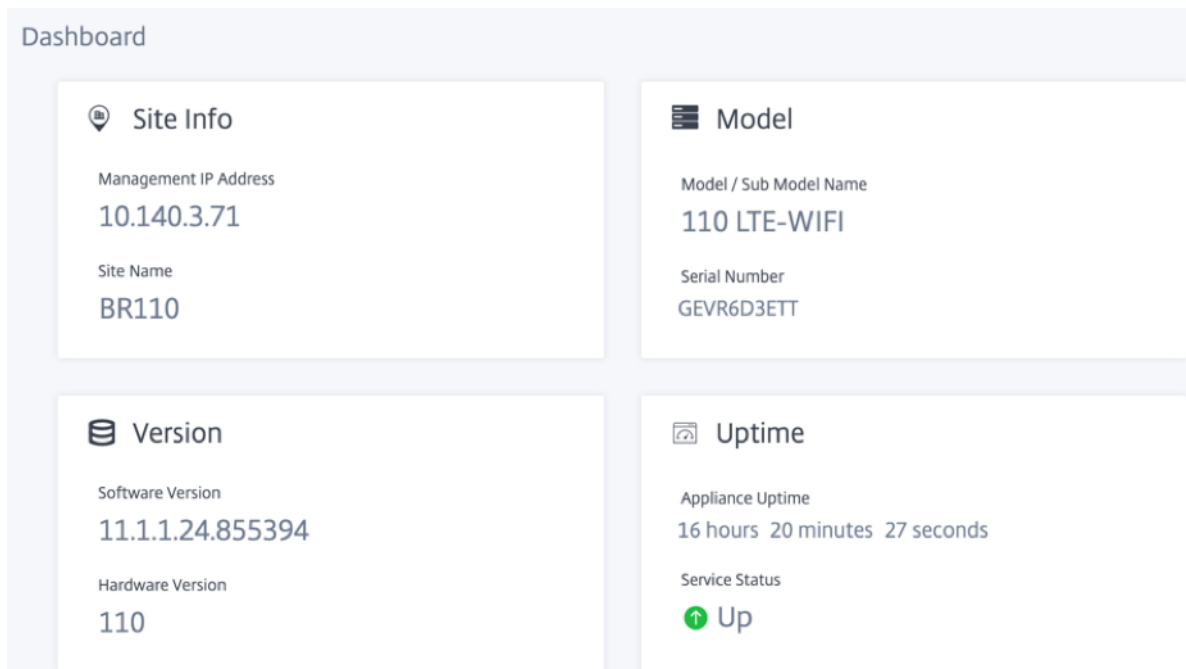 Dashboard
Site Info
Management IP Address
10.140.3.71
Site Name
BR110
Model
Model / Sub Model Name
110 LTE-WIFI
Serial Number
GEVR6D3ETT
Version
Software Version
11.1.1.24.855394
Hardware Version
110
Uptime
Appliance Uptime
16 hours 20 minutes 27 seconds
Service Status
Up